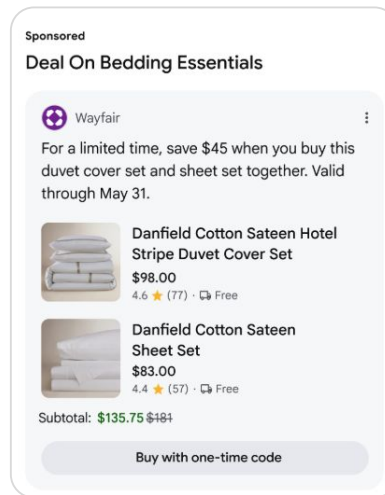 Sponsored
Deal On Bedding Essentials
Wayfair
For a limited time, save $45 when you buy this
duvet cover set and sheet set together. Valid
through May 31.
Danfield Cotton Sateen Hotel
Stripe Duvet Cover Set
$98.00
4.6 ★ (77) · Free
Danfield Cotton Sateen
Sheet Set
$83.00
4.4 ★ (57) · Free
Subtotal: $135.75 $181
Buy with one-time code